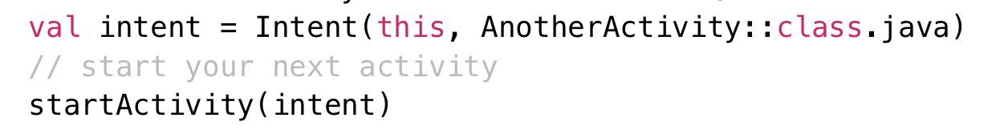 val intent = Intent(this, AnotherActivity::class.java)
// start your next activity
startActivity(intent)